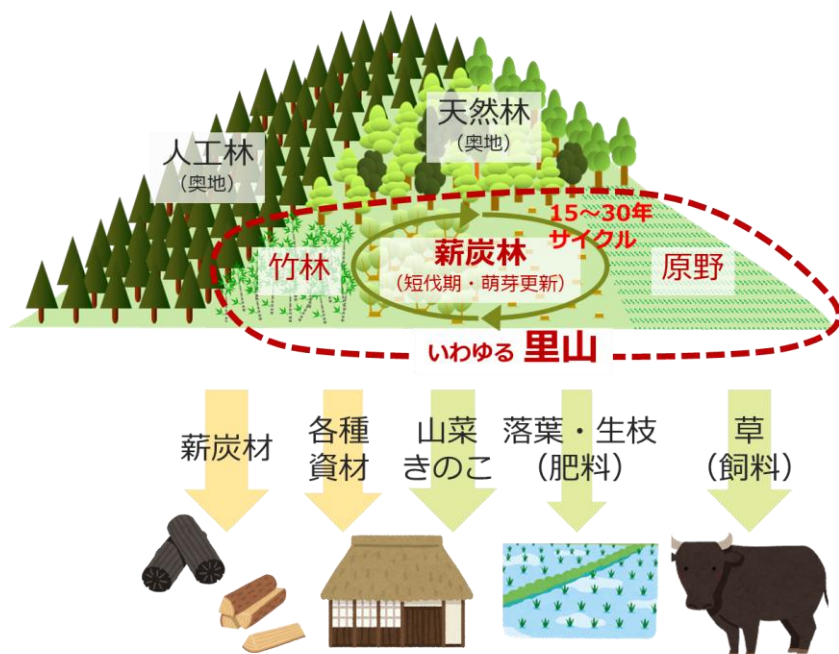 天然林
（奥地）
人工林
（奥地）
15～30年
サイクル
薪炭林
（短代期・萌芽更新）
竹林
原野
いわゆる 里山
薪炭材
各種
資材
山菜
きのこ
落葉・生枝
（肥料）
草
（飼料）